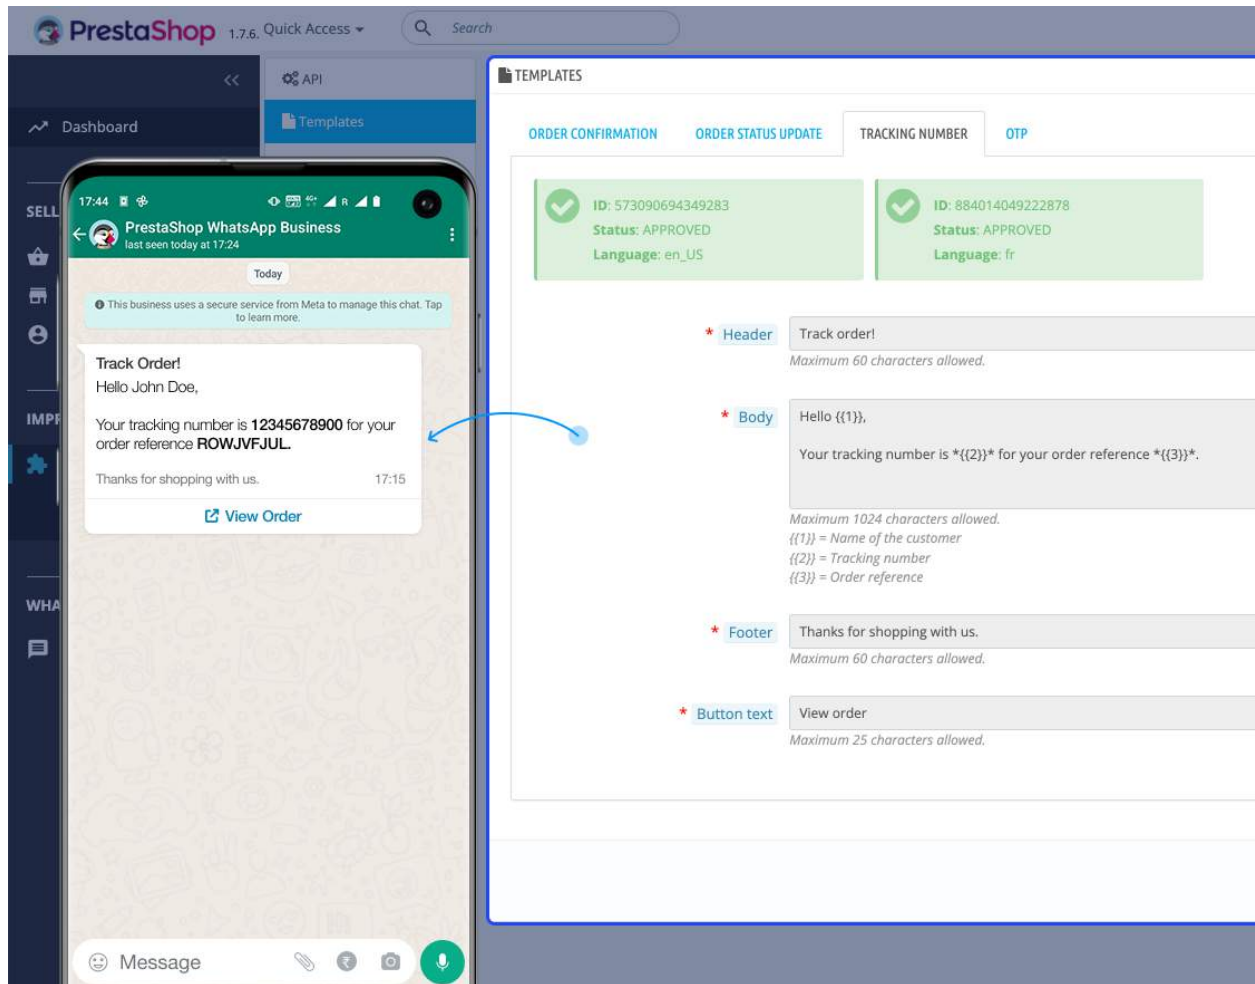 PrestaShop 1.7.6. Quick Access Search
<< API
Templates
Dashboard
SELL
IMPR
WHA
17:44 4G+ R
PrestaShop WhatsApp Business
last seen today at 17:24
Today
This business uses a secure service from Meta to manage this chat. Tap
to learn more.
Track Order!
Hello John Doe,
Your tracking number is 12345678900 for your
order reference ROWJVFJUL.
Thanks for shopping with us. 17:15
View Order
Message
TEMPLATES
ORDER CONFIRMATION ORDER STATUS UPDATE TRACKING NUMBER OTP
ID: 573090694349283
Status: APPROVED
Language: en_US
ID: 884014049222878
Status: APPROVED
Language: fr
* Header Track order!
Maximum 60 characters allowed.
* Body Hello {{1}},
Your tracking number is *{{2}}* for your order reference *{{3}}*.
Maximum 1024 characters allowed.
{{1}} = Name of the customer
{{2}} = Tracking number
{{3}} = Order reference
* Footer Thanks for shopping with us.
Maximum 60 characters allowed.
* Button text View order
Maximum 25 characters allowed.